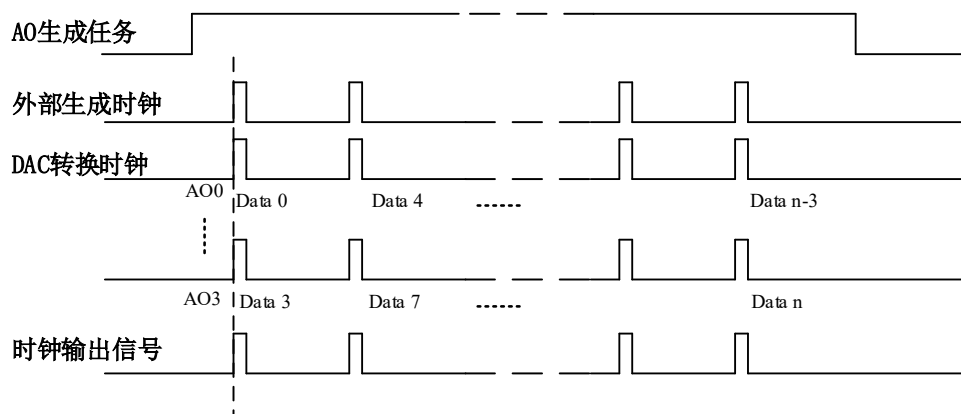 AO生成任务
外部生成时钟
DAC转换时钟
AO0 Data 0 Data 4 ...... Data n-3
AO3 Data 3 Data 7 ...... Data n
时钟输出信号